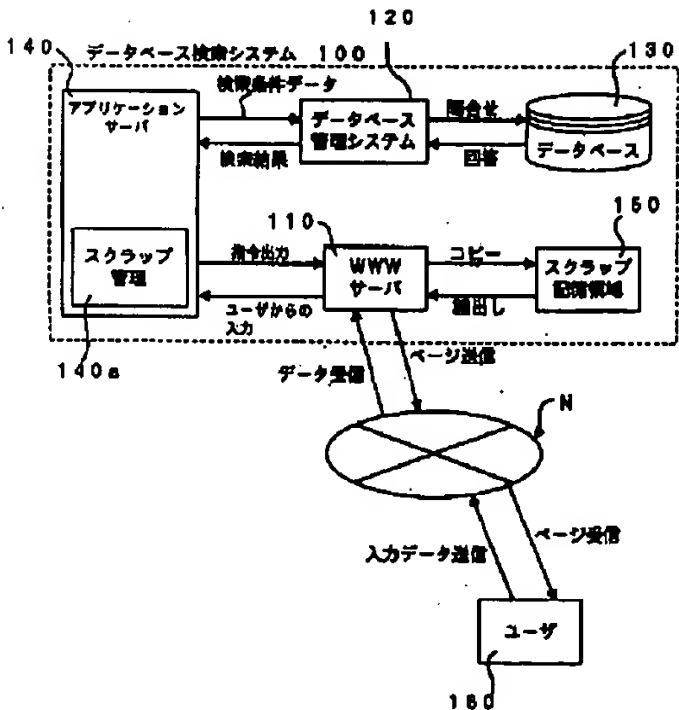 120
140
データベース検索システム 100
130
検索条件データ
アプリケーション
サーバ
データベース
管理システム
問合せ
検索結果
回答
データベース
110
150
スクラップ
管理
指令出力
WWW
サーバ
コピー
スクラップ
記憶領域
ユーザからの
入力
読出し
140a
データ受信
ページ送信
N
入力データ送信
ページ受信
ユーザ
160